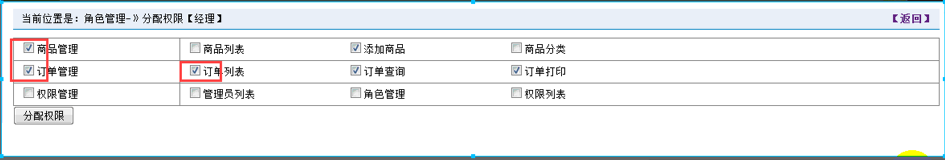 当前位置是：角色管理-》分配权限【经理】 【返回】
商品管理 商品列表 添加商品 商品分类
订单管理 订单列表 订单查询 订单打印
权限管理 管理员列表 角色管理 权限列表
分配权限